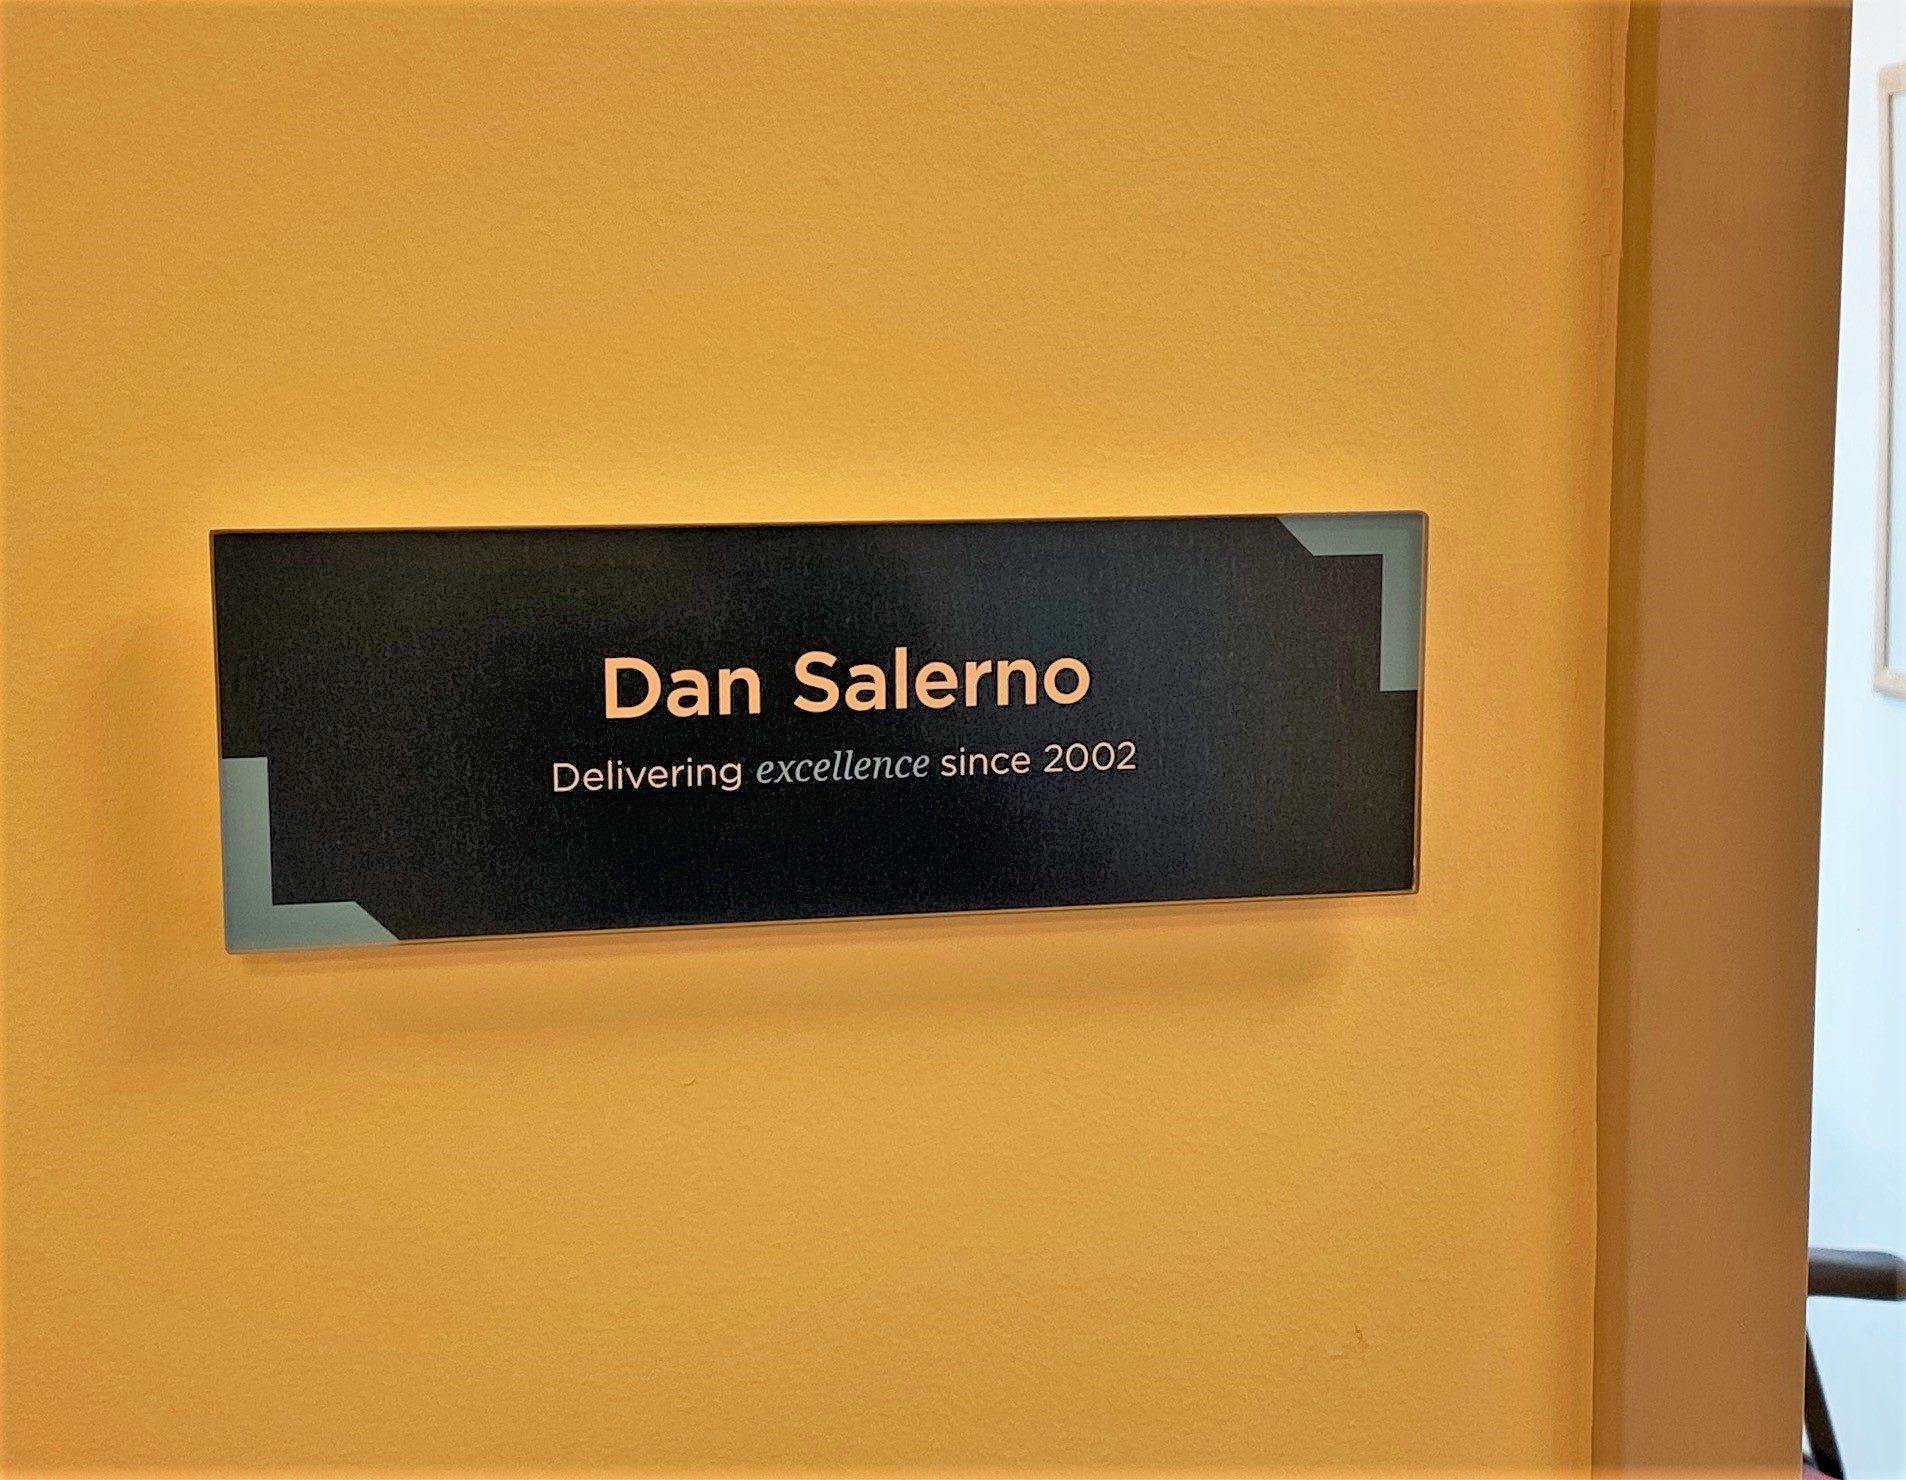 Dan Salerno
Delivering excellence since 2002